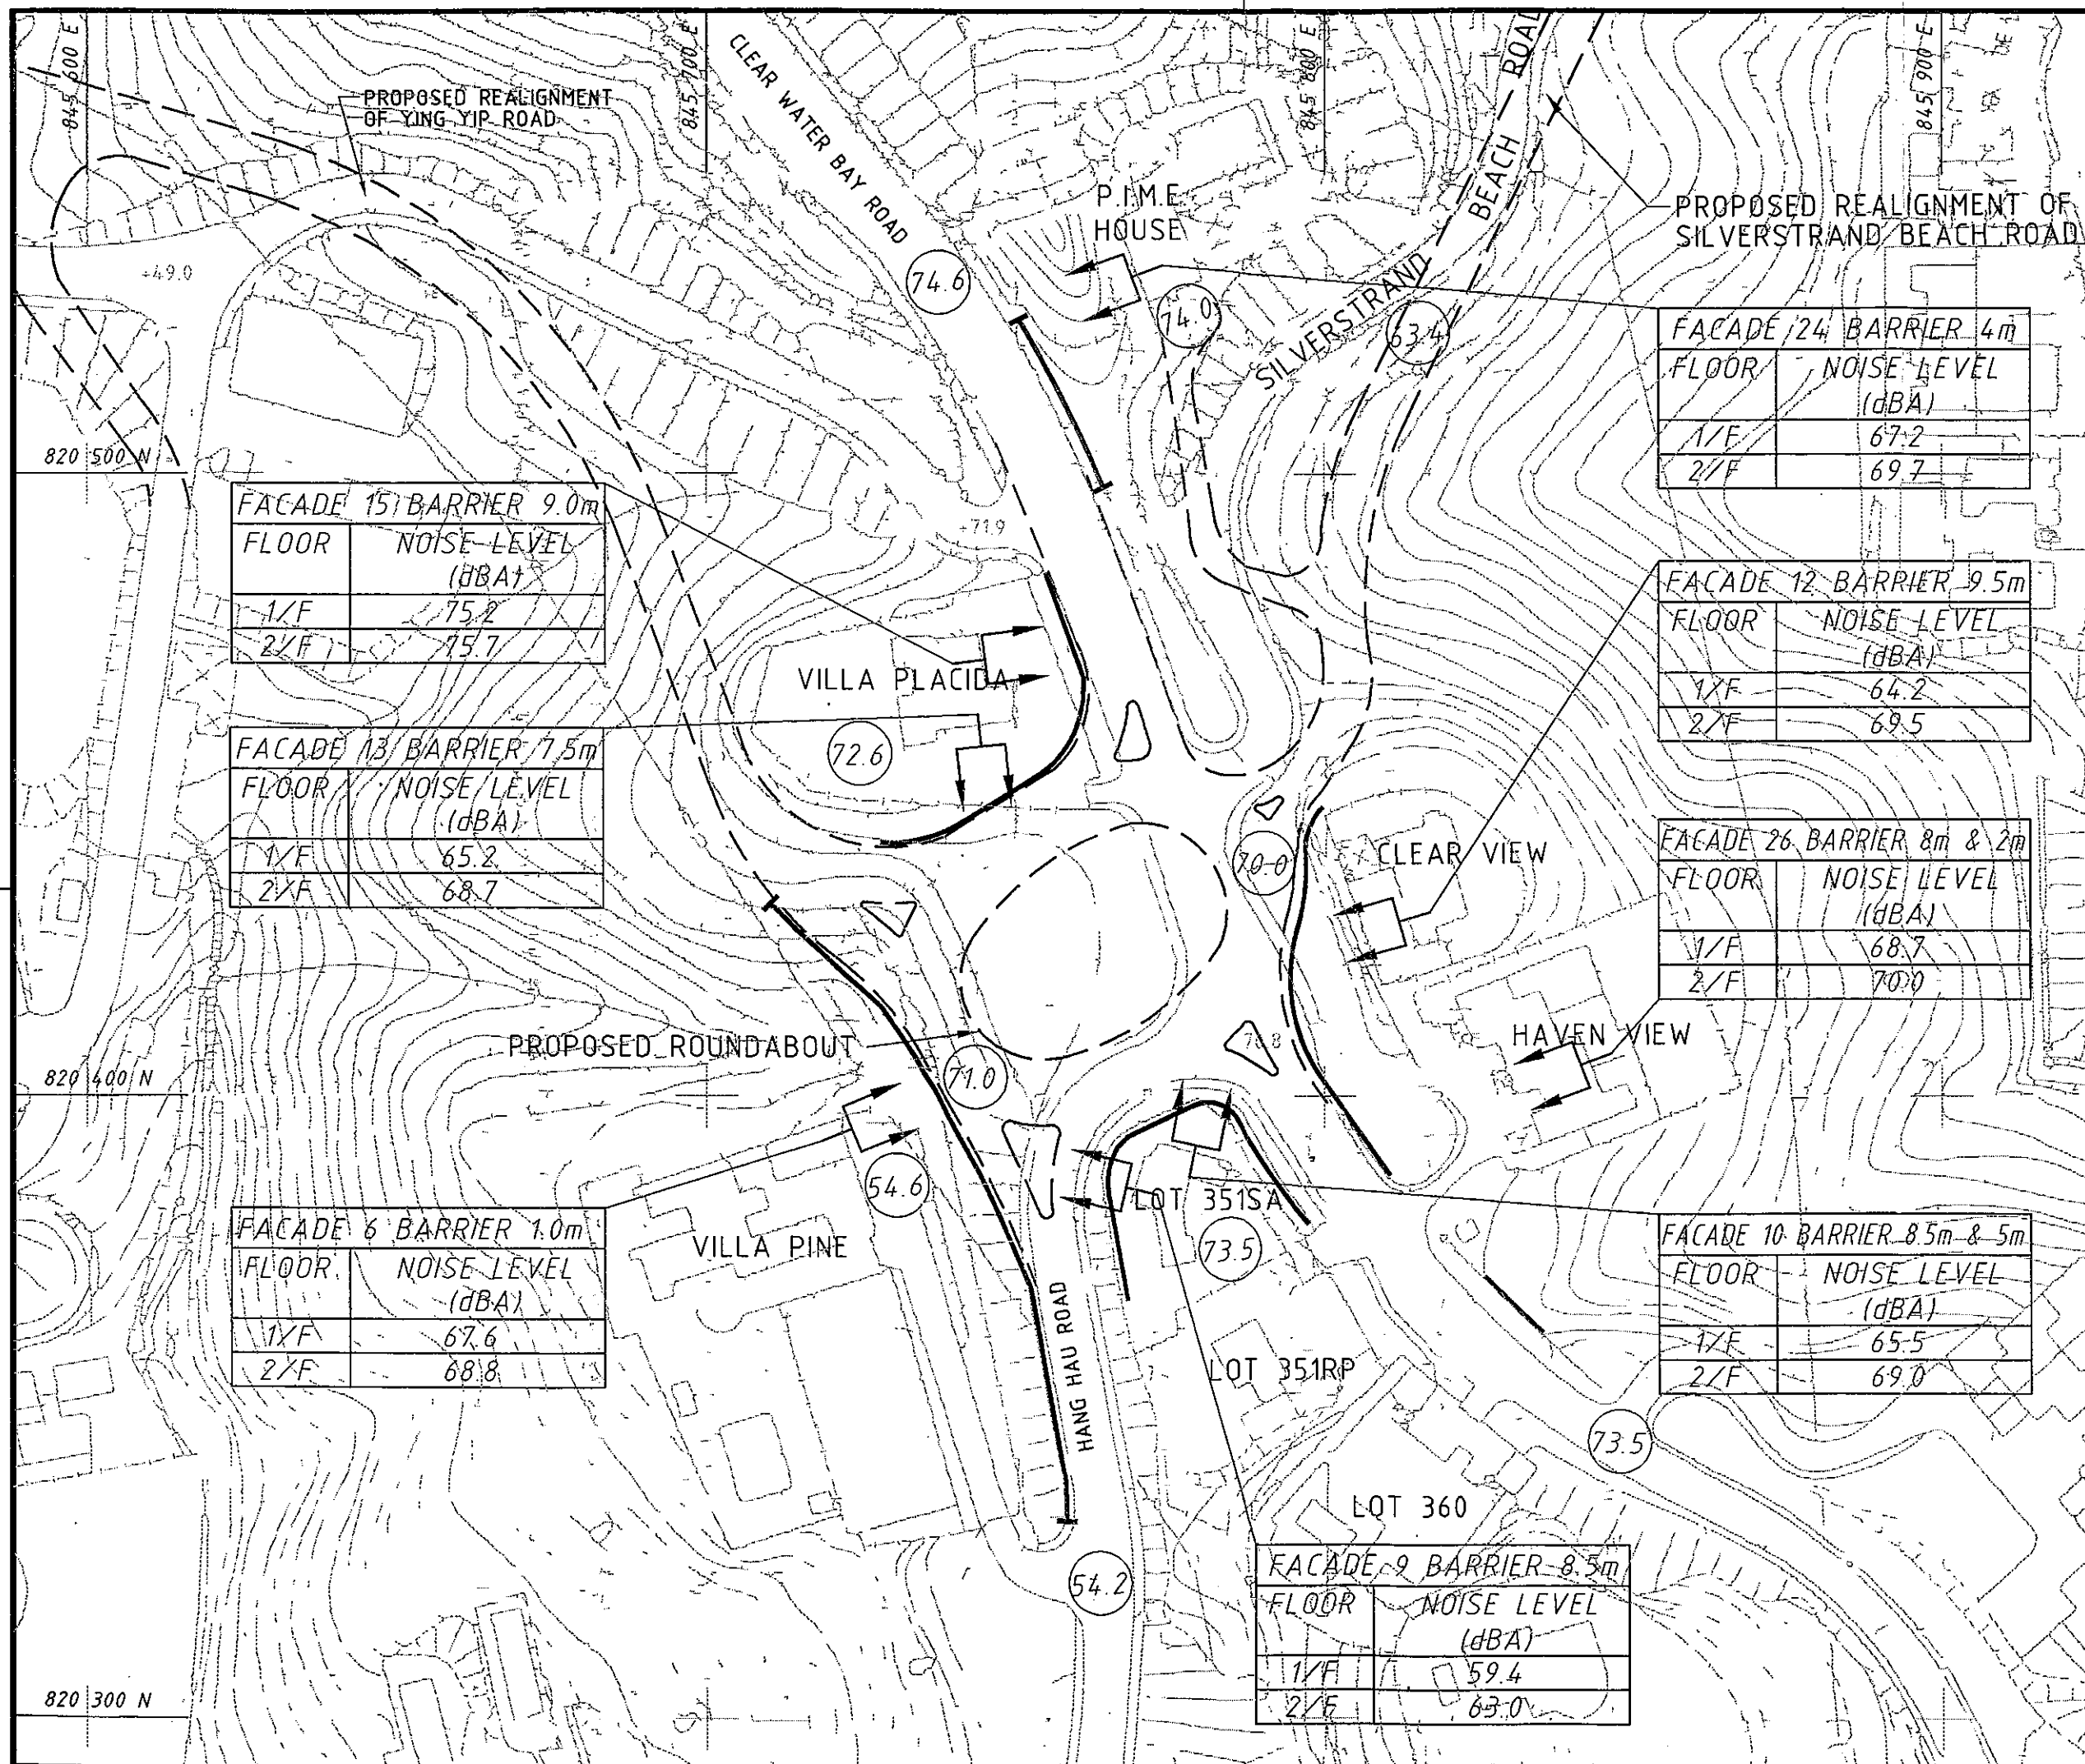 845 600 E
845 700 E
845 800 E
845 900 E
PROPOSED REALIGNMENT
OF YING YIP ROAD
CLEAR WATER BAY ROAD
P.I.M.E.
HOUSE
SILVERSTRAND BEACH ROAD
PROPOSED REALIGNMENT OF
SILVERSTRAND BEACH ROAD
+49.0
74.6
74.0
63.4
FACADE 24 BARRIER 4m
FLOOR NOISE LEVEL
(dBA)
1/F 67.2
2/F 69.7
820 500 N
FACADE 15 BARRIER 9.0m
FLOOR NOISE LEVEL
(dBA)
1/F 75.2
2/F 75.7
+71.9
FACADE 12 BARRIER 9.5m
FLOOR NOISE LEVEL
(dBA)
1/F 64.2
2/F 69.5
VILLA PLACIDA
72.6
FACADE 13 BARRIER 7.5m
FLOOR NOISE LEVEL
(dBA)
1/F 65.2
2/F 68.7
70.0
CLEAR VIEW
FACADE 26 BARRIER 8m & 2m
FLOOR NOISE LEVEL
(dBA)
1/F 68.7
2/F 70.0
PROPOSED ROUNDABOUT
HAVEN VIEW
820 400 N
71.0
54.6
LOT 351SA
73.5
VILLA PINE
FACADE 6 BARRIER 1.0m
FLOOR NOISE LEVEL
(dBA)
1/F 67.6
2/F 68.8
FACADE 10 BARRIER 8.5m & 5m
FLOOR NOISE LEVEL
(dBA)
1/F 65.5
2/F 69.0
HANG HAU ROAD
LOT 351RP
73.5
LOT 360
54.2
FACADE 9 BARRIER 8.5m
FLOOR NOISE LEVEL
(dBA)
1/F 59.4
2/F 63.0
820 300 N